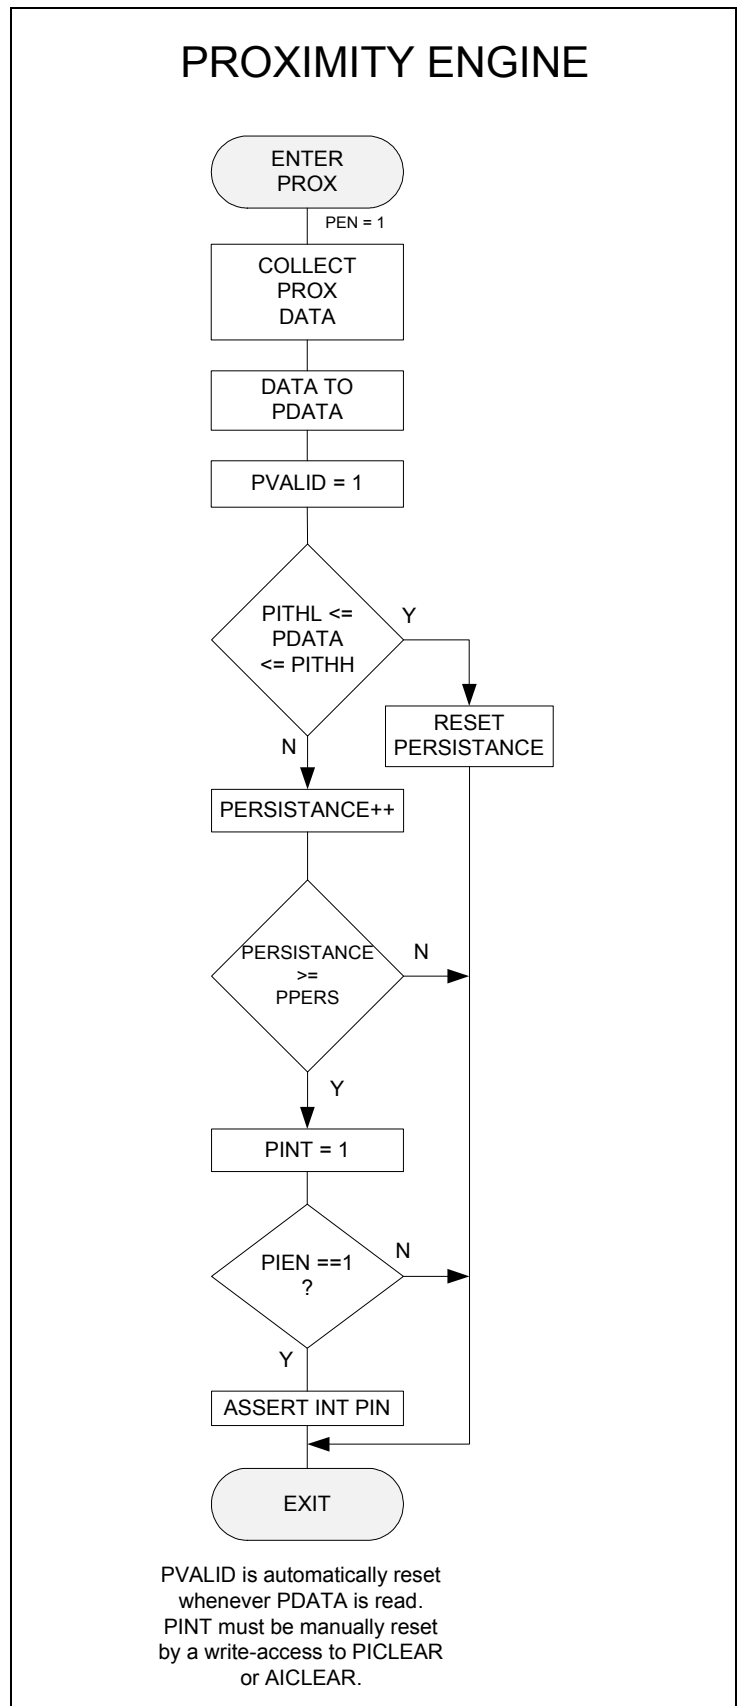 PROXIMITY ENGINE
ENTER
PROX
PEN = 1
COLLECT
PROX
DATA
DATA TO
PDATA
PVALID = 1
PITHL <=
PDATA
<= PITHH
Y
RESET
PERSISTANCE
N
PERSISTANCE++
PERSISTANCE
>=
PPERS
N
Y
PINT = 1
PIEN ==1
?
N
Y
ASSERT INT PIN
EXIT
PVALID is automatically reset
whenever PDATA is read.
PINT must be manually reset
by a write-access to PICLEAR
or AICLEAR.